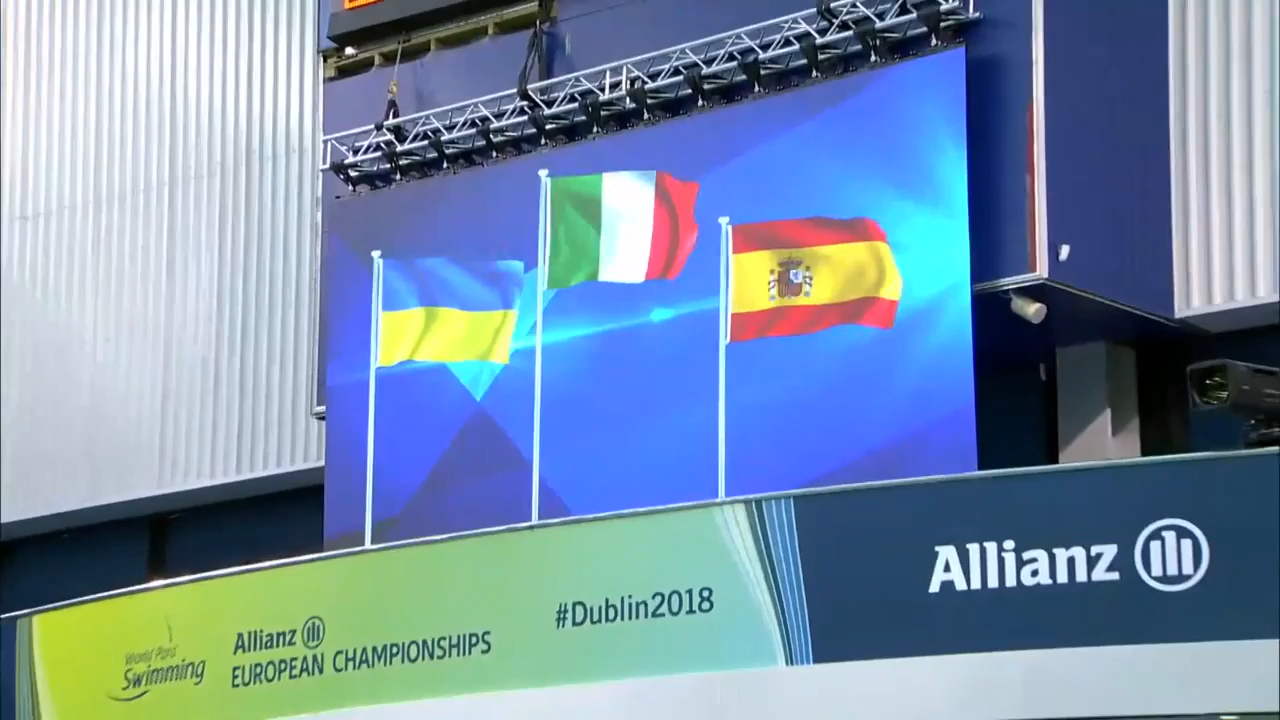 World Para
Swimming
Allianz
EUROPEAN CHAMPIONSHIPS
#Dublin2018
Allianz